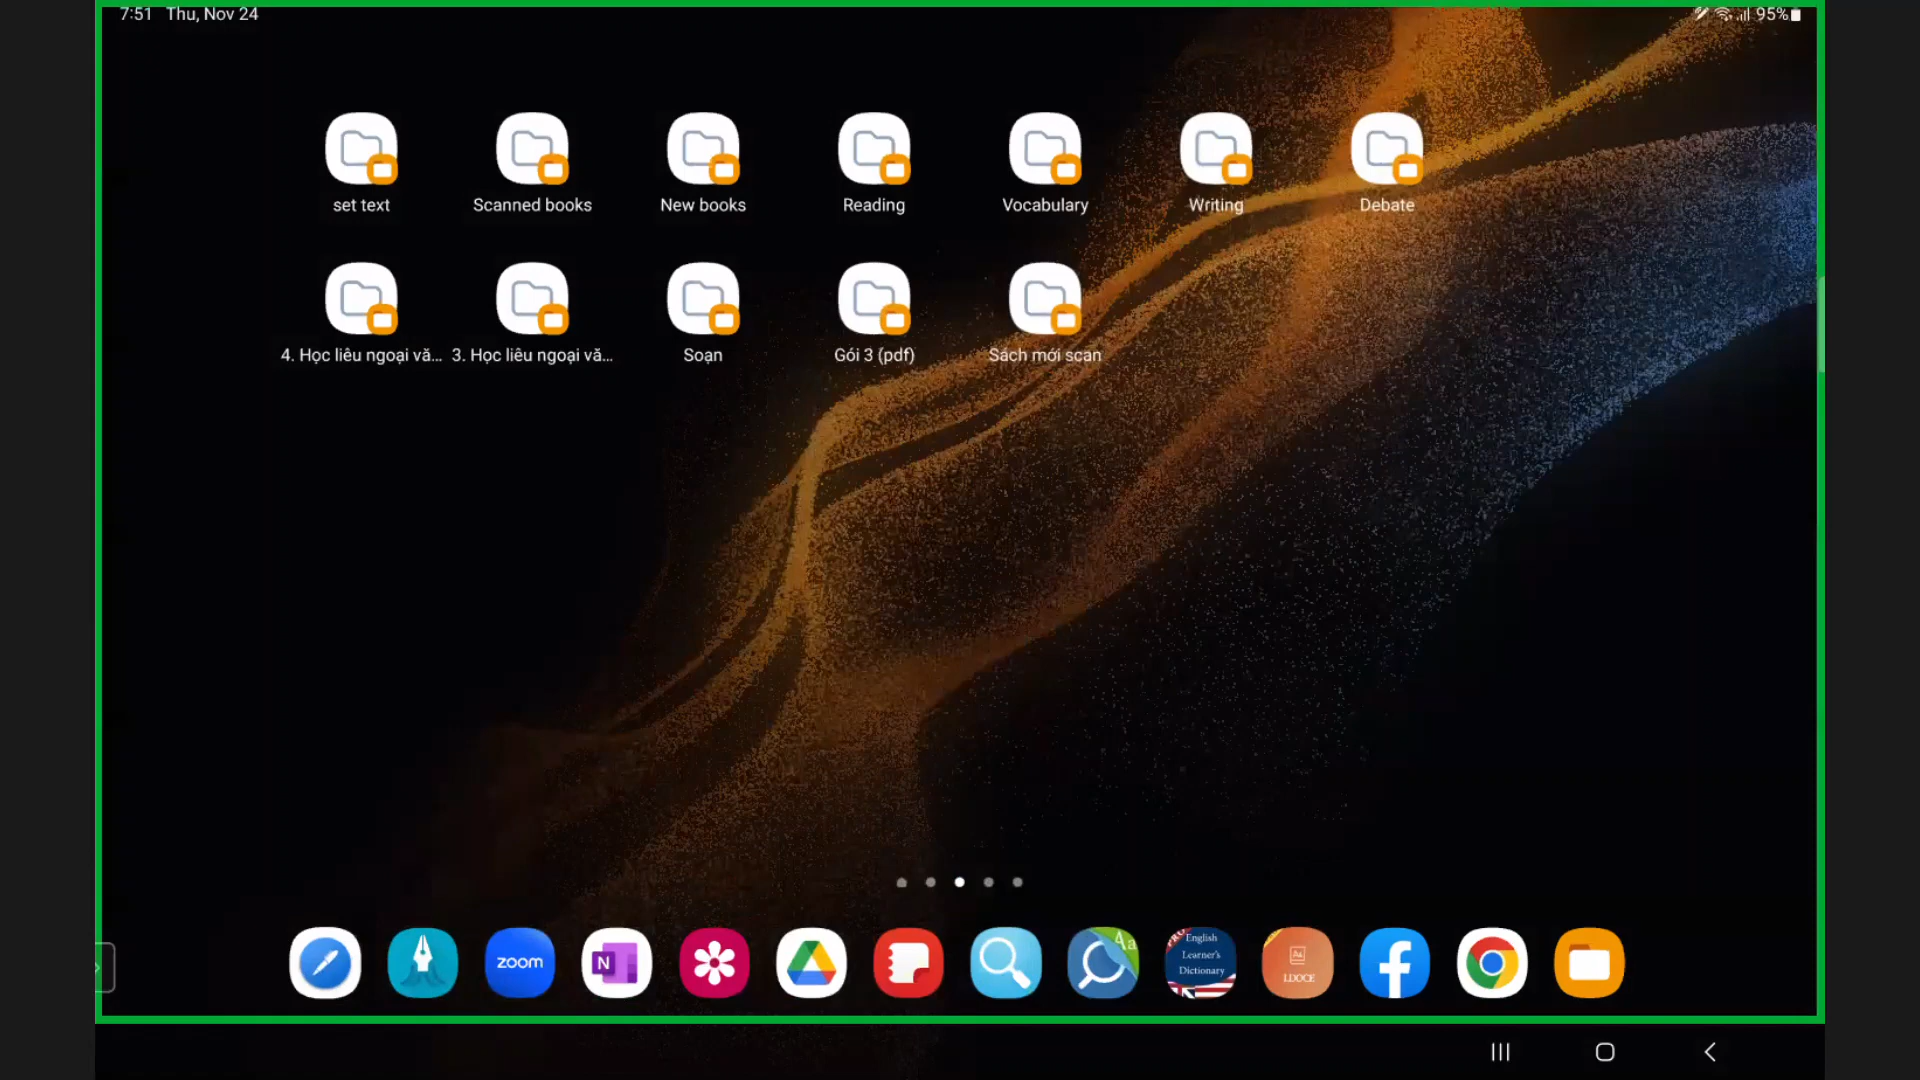 7:51 Thu, Nov 24
95%
set text
Scanned books
New books
Reading
Vocabulary
Writing
Debate
4. Học liêu ngoại vă...
3. Học liêu ngoại vă...
Soạn
Gói 3 (pdf)
Sách mới scan
zoom
N
Aa
PRO
English
Learner's
Dictionary
LDOCE